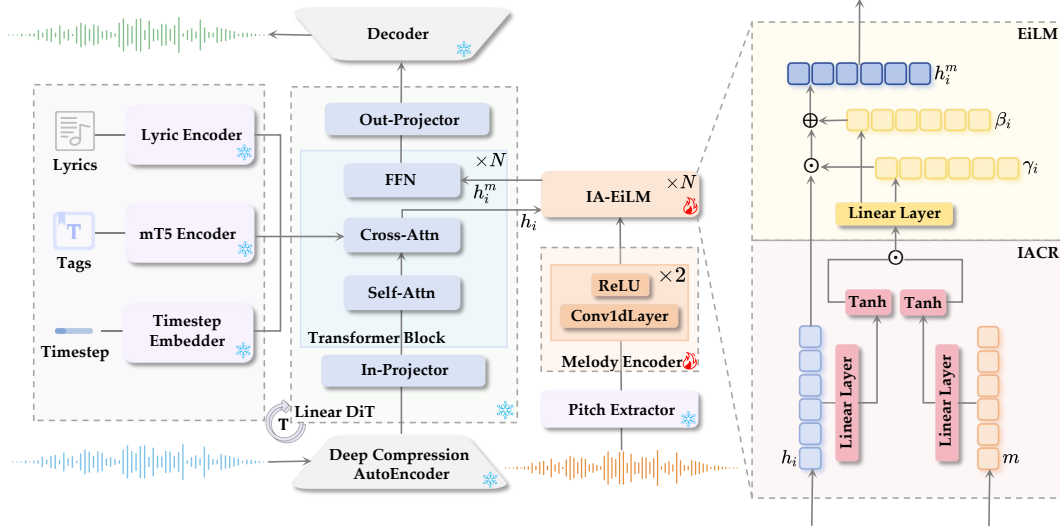 Decoder
EiLM
h_i^m
Out-Projector
β_i
Lyric Encoder
Lyrics
×N
FFN
h_i^m
×N
IA-EiLM
γ_i
Linear Layer
h_i
T
Tags
mT5 Encoder
Cross-Attn
IACR
×2
ReLU
Conv1dLayer
Self-Attn
Tanh
Tanh
Timestep
Timestep
Embedder
Transformer Block
Melody Encoder
In-Projector
Linear Layer
Linear Layer
T
Linear DiT
Pitch Extractor
Deep Compression
AutoEncoder
h_i
m